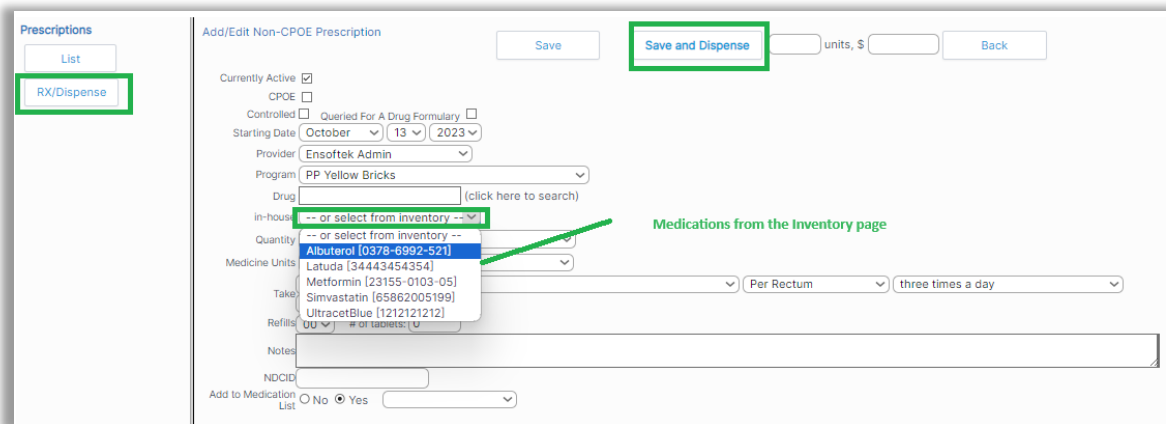 Prescriptions
List
RX/Dispense
Add/Edit Non-CPOE Prescription
Save
Save and Dispense
units, $
Back
Currently Active
CPOE
Controlled Queried For A Drug Formulary
Starting Date October 13 2023
Provider Ensoftek Admin
Program PP Yellow Bricks
Drug (click here to search)
in-house -- or select from inventory --
-- or select from inventory --
Albuterol [0378-6992-521]
Latuda [34443454354]
Metformin [23155-0103-05]
Simvastatin [65862005199]
UltracetBlue [1212121212]
Medications from the Inventory page
Quantity
Medicine Units
Take Per Rectum three times a day
Refills 00 # of tablets: 0
Notes
NDCID
Add to Medication
List No Yes